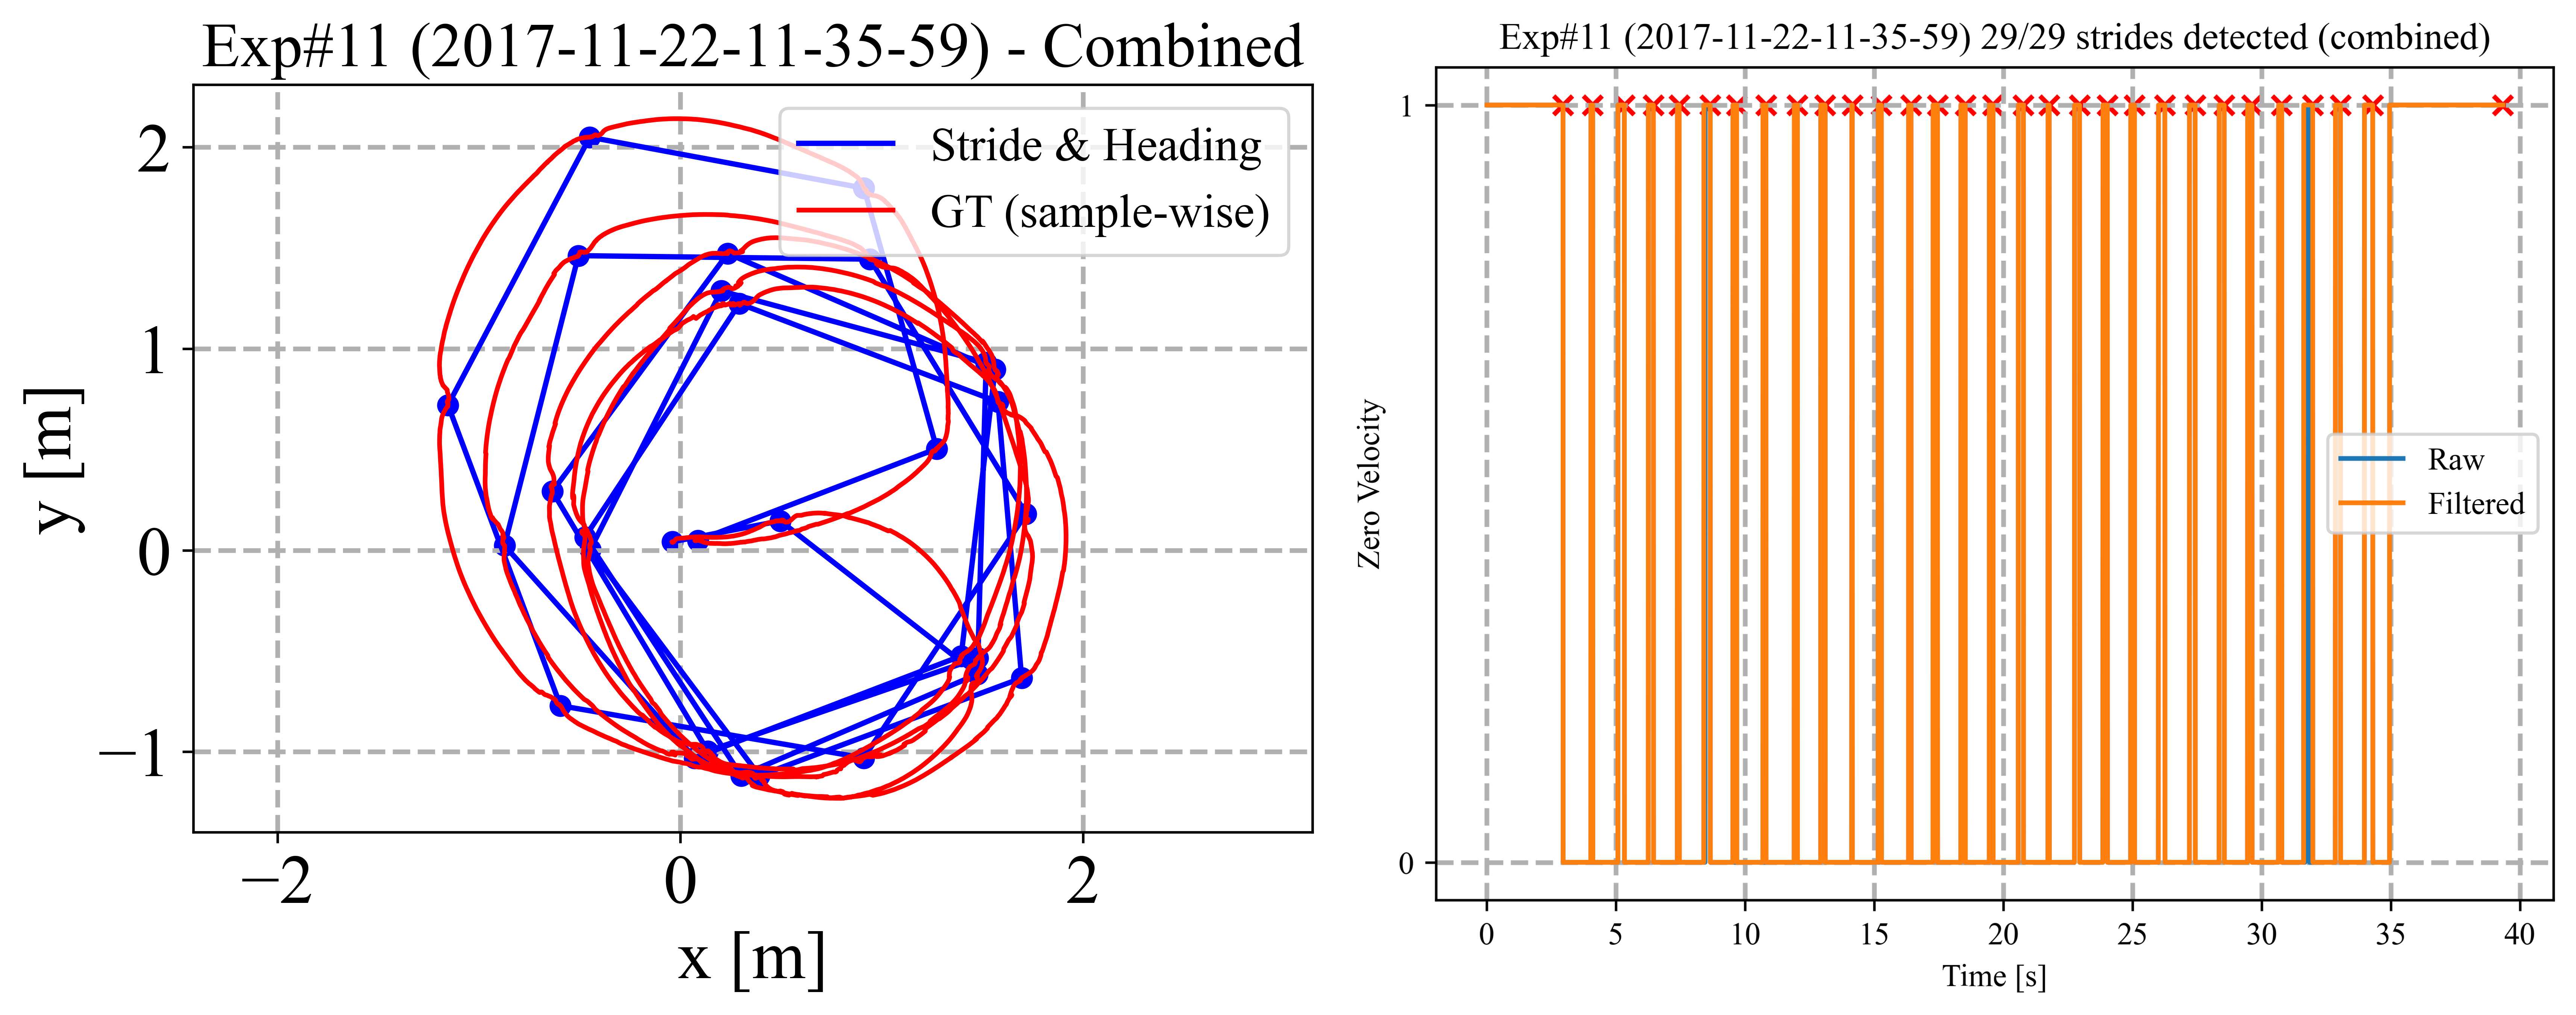 Exp#11 (2017-11-22-11-35-59) - Combined
Stride & Heading
GT (sample-wise)
2
1
0
−1
y [m]
−2
0
2
x [m]
Exp#11 (2017-11-22-11-35-59) 29/29 strides detected (combined)
1
0
Zero Velocity
Raw
Filtered
0
5
10
15
20
25
30
35
40
Time [s]